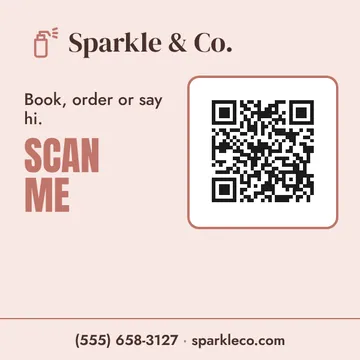 Sparkle & Co.
Book, order or say
hi.
SCAN
ME
(555) 658-3127 · sparkleco.com